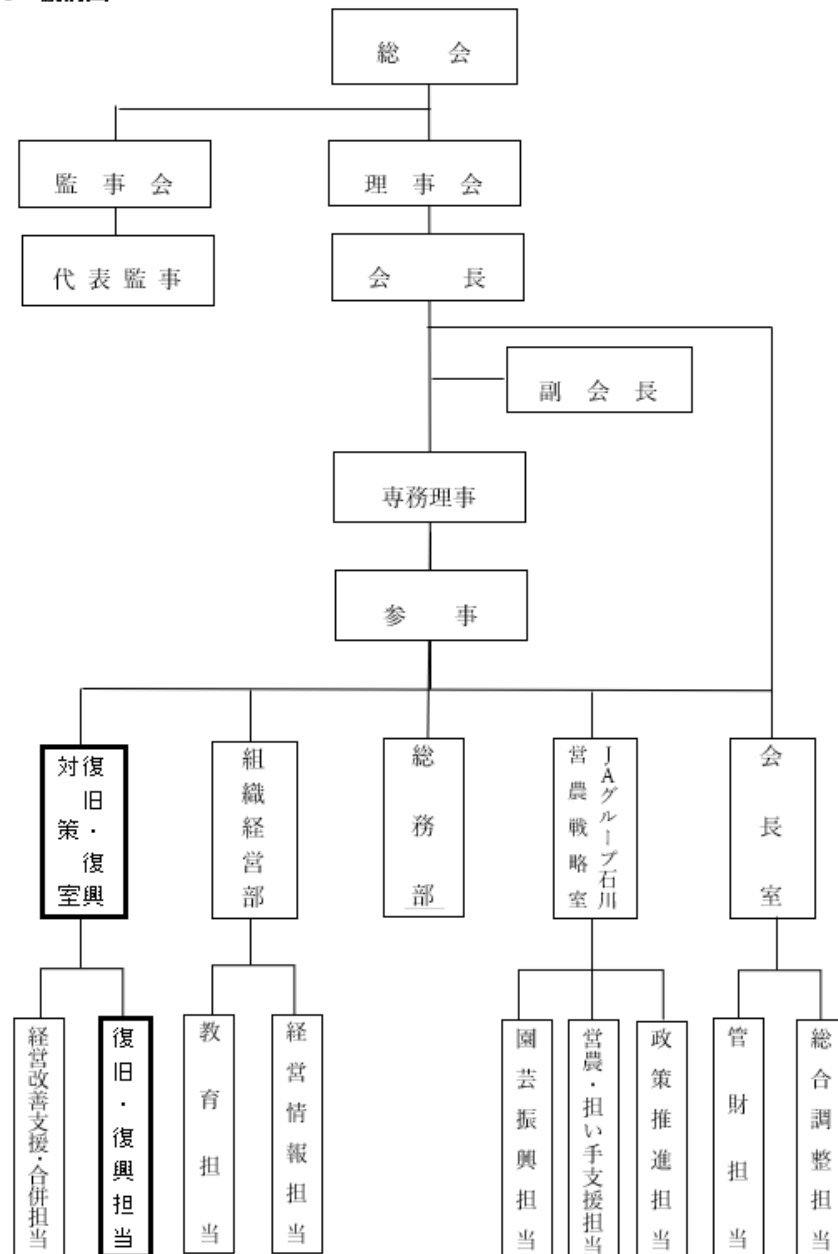 総会
監事会
理事会
代表監事
会長
副会長
専務理事
参事
復旧・復興
対策室
組織経営部
総務部
JAグループ石川
営農戦略室
会長室
経営改善支援・合併担当
復旧・復興担当
教育担当
経営情報担当
園芸振興担当
営農・担い手支援担当
政策推進担当
管財担当
総合調整担当